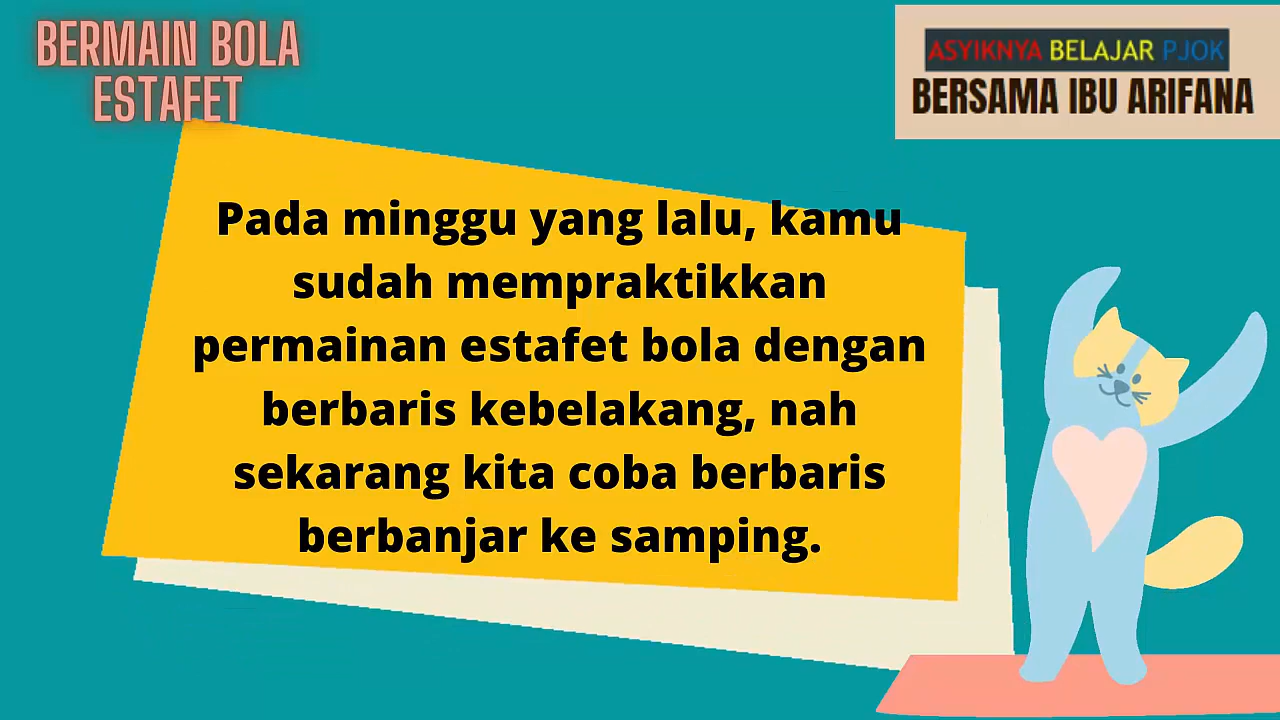 BERMAIN BOLA
ESTAFET
ASYIKNYA BELAJAR PJOK
BERSAMA IBU ARIFANA
Pada minggu yang lalu, kamu
sudah mempraktikkan
permainan estafet bola dengan
berbaris kebelakang, nah
sekarang kita coba berbaris
berbanjar ke samping.